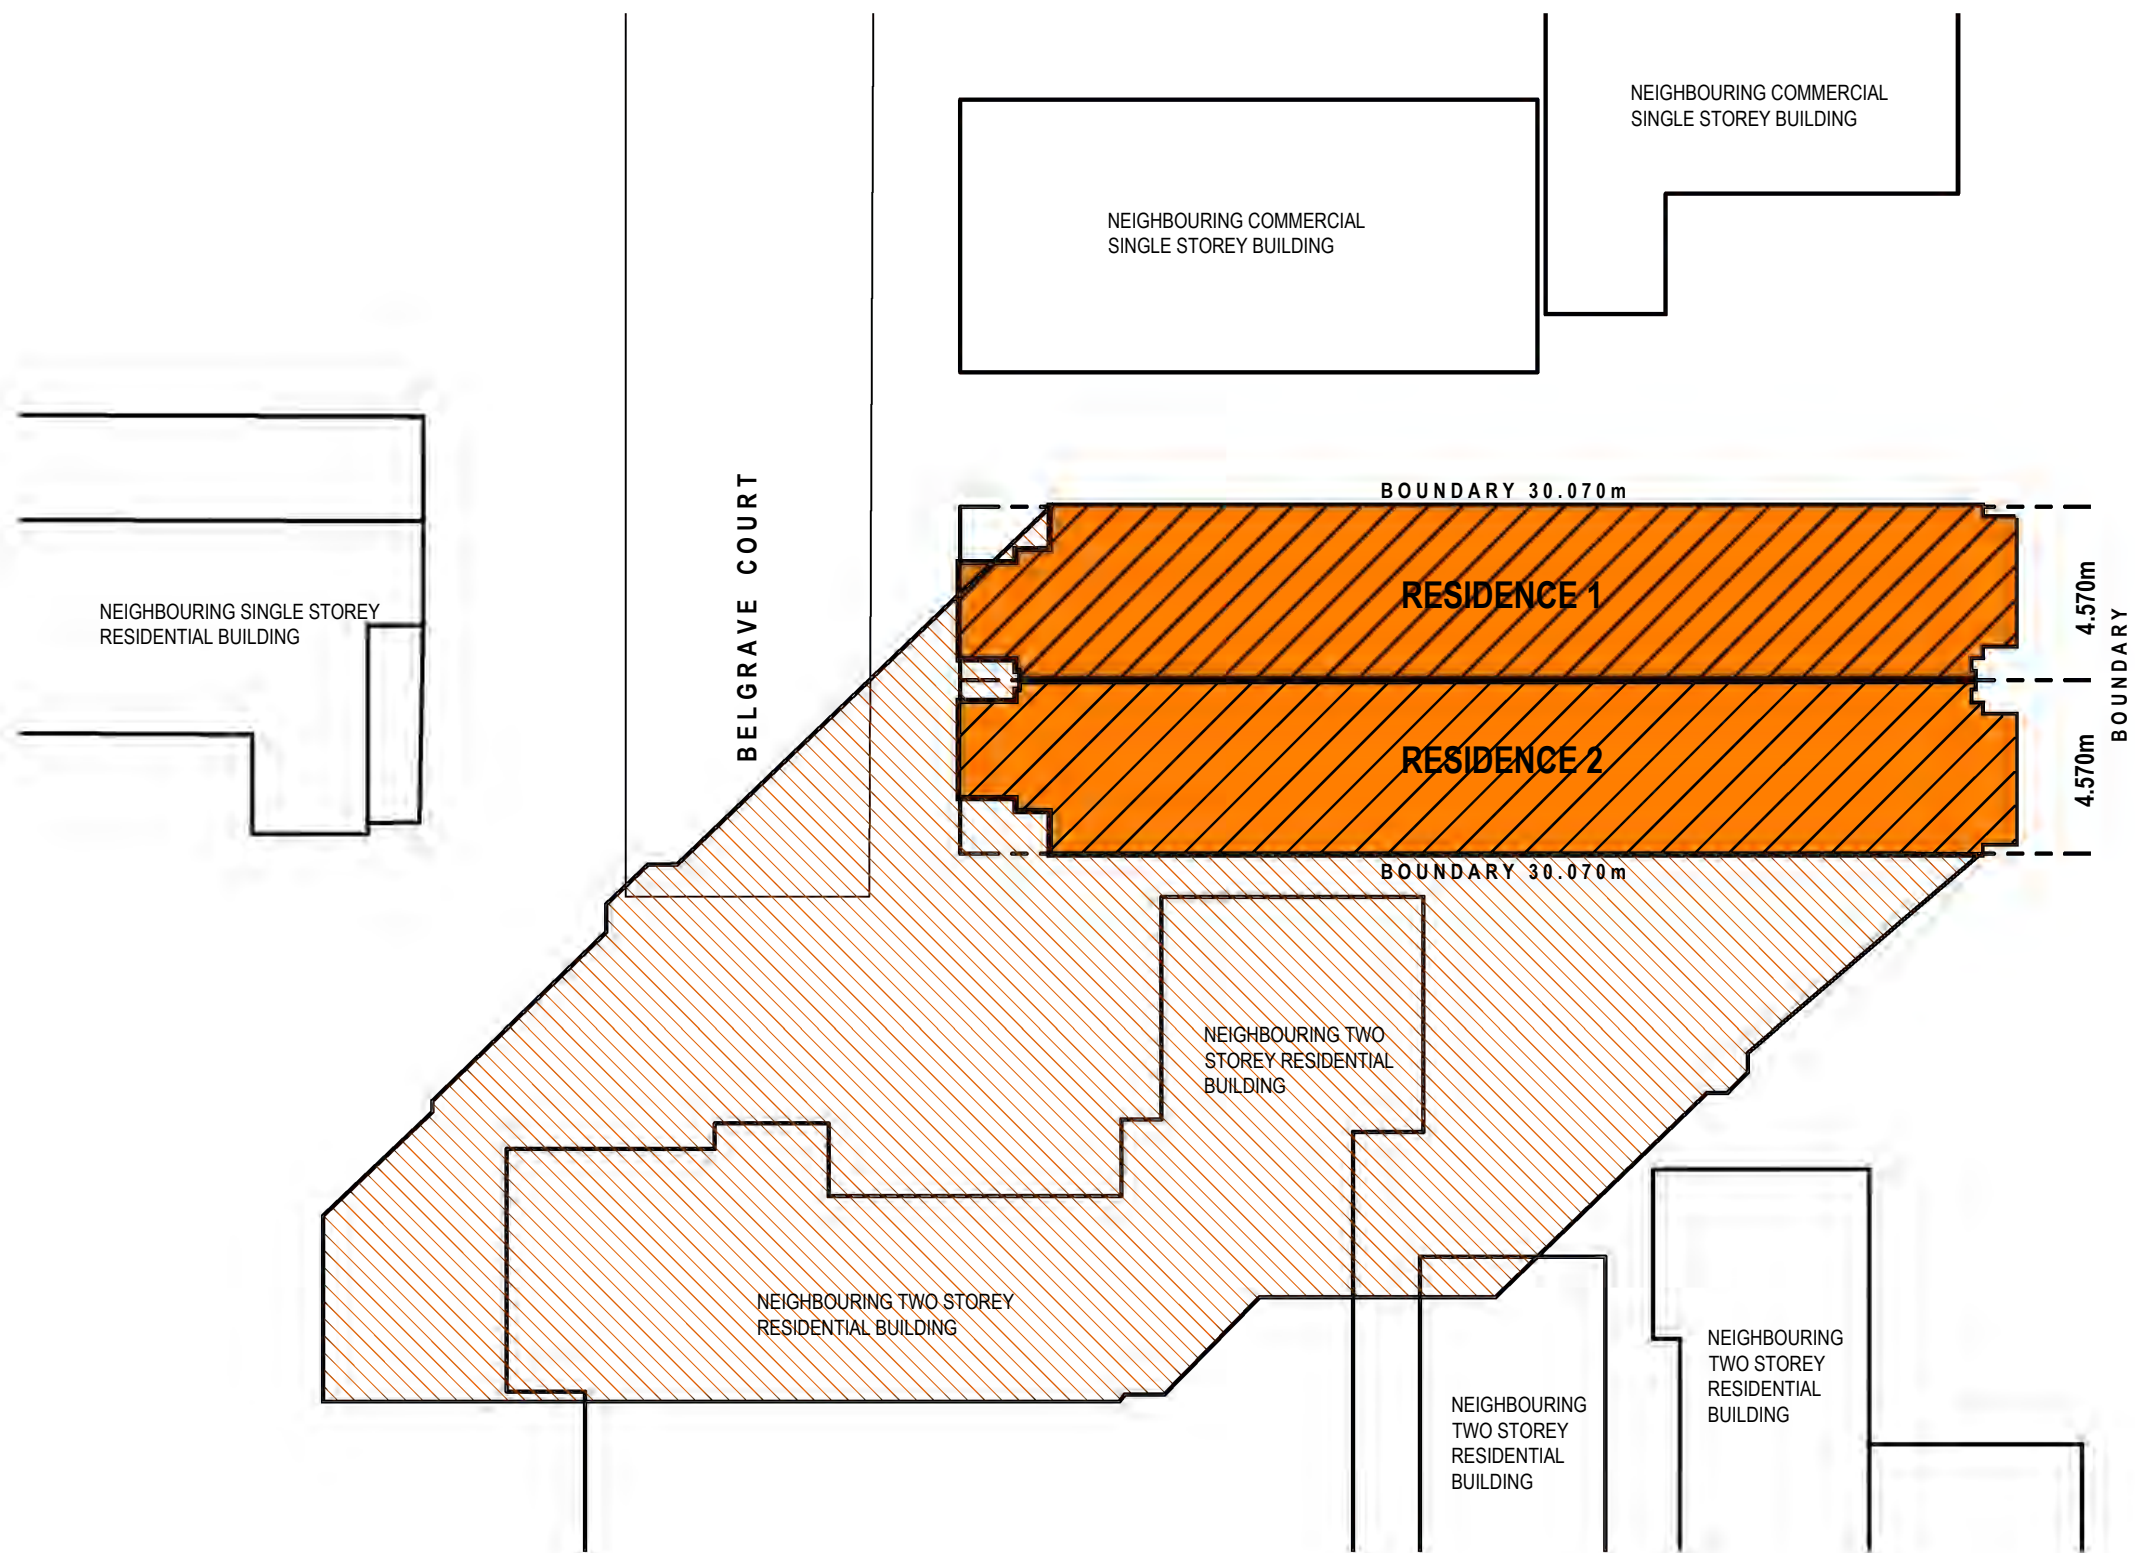 NEIGHBOURING COMMERCIAL
SINGLE STOREY BUILDING
NEIGHBOURING COMMERCIAL
SINGLE STOREY BUILDING
BELGRAVE COURT
BOUNDARY 30.070m
NEIGHBOURING SINGLE STOREY
RESIDENTIAL BUILDING
RESIDENCE 1
4.570m
BOUNDARY
RESIDENCE 2
4.570m
BOUNDARY 30.070m
NEIGHBOURING TWO
STOREY RESIDENTIAL
BUILDING
NEIGHBOURING TWO STOREY
RESIDENTIAL BUILDING
NEIGHBOURING
TWO STOREY
RESIDENTIAL
BUILDING
NEIGHBOURING
TWO STOREY
RESIDENTIAL
BUILDING